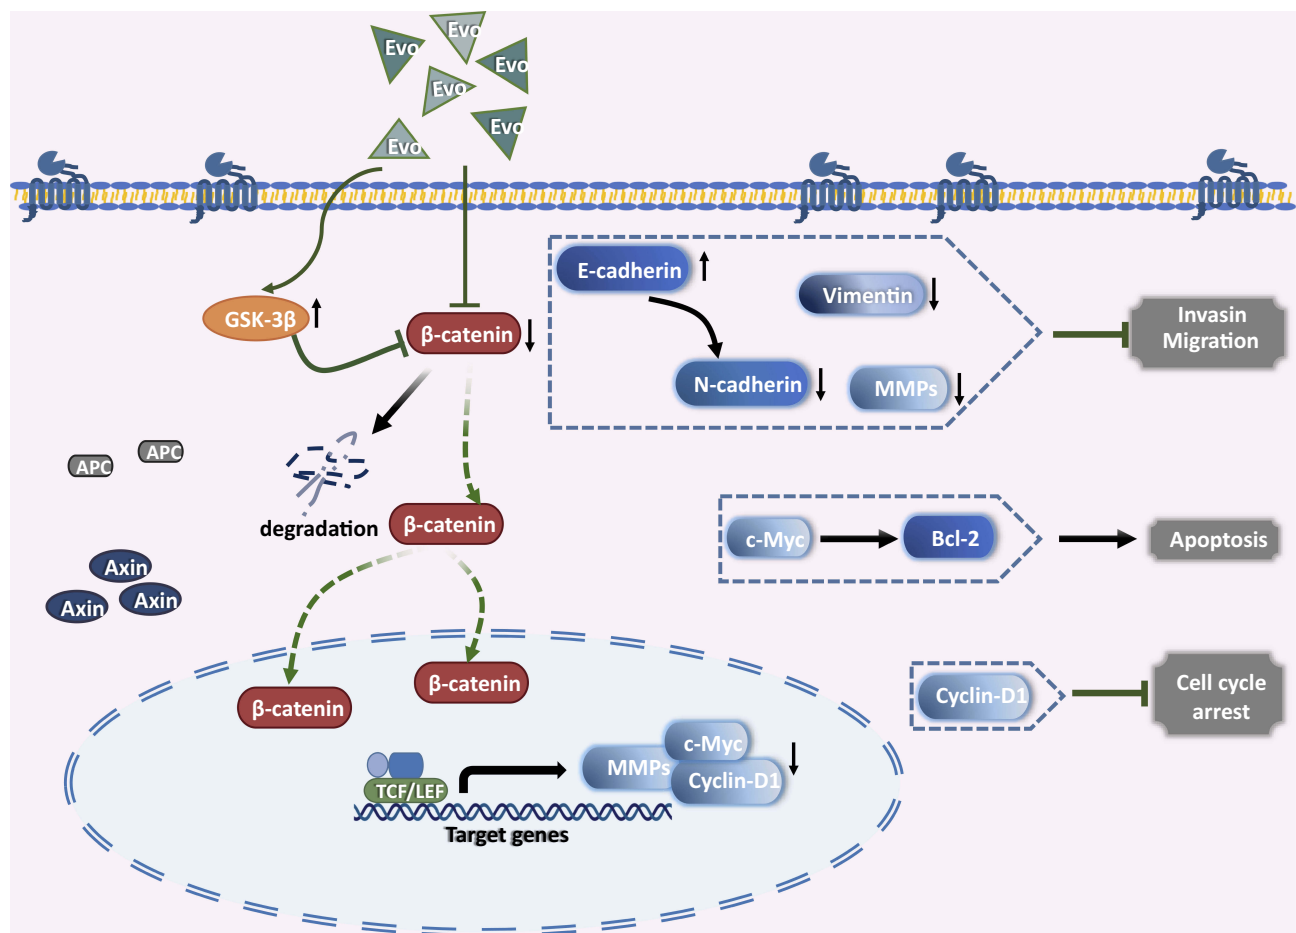 Evo
Evo
Evo
Evo
Evo
Evo
GSK-3β
β-catenin
E-cadherin
Vimentin
N-cadherin
MMPs
Invasin
Migration
APC
APC
degradation
β-catenin
c-Myc
Bcl-2
Apoptosis
Axin
Axin
Axin
β-catenin
β-catenin
Cyclin-D1
Cell cycle
arrest
TCF/LEF
Target genes
MMPs
c-Myc
Cyclin-D1